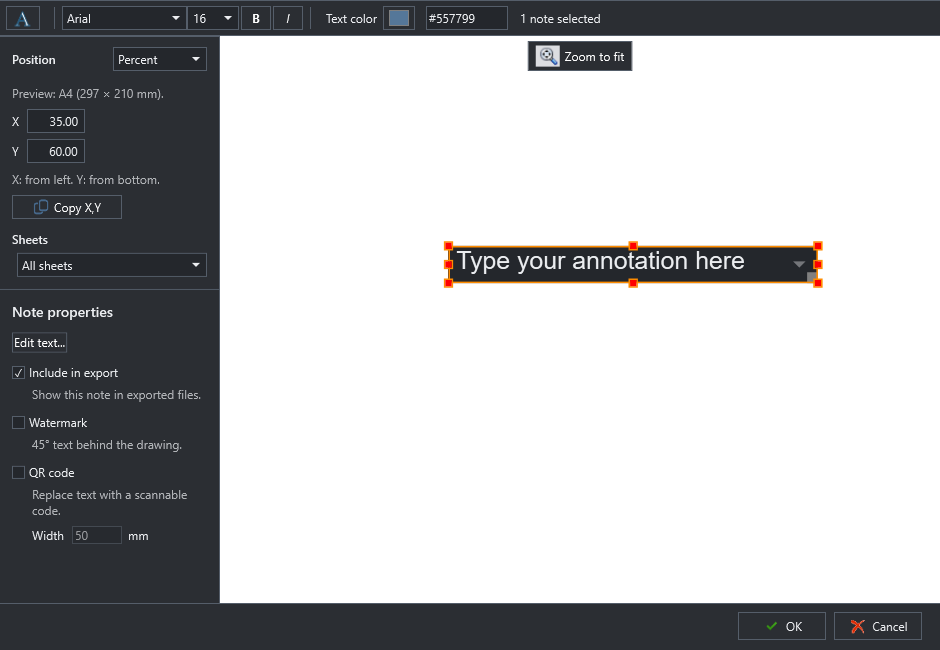 A
Arial
16
B
I
Text color
#557799
1 note selected
Position
Percent
Zoom to fit
Preview: A4 (297 × 210 mm).
X
35.00
Y
60.00
X: from left. Y: from bottom.
Copy X,Y
Sheets
All sheets
Type your annotation here
Note properties
Edit text...
Include in export
Show this note in exported files.
Watermark
45° text behind the drawing.
QR code
Replace text with a scannable
code.
Width
50
mm
OK
Cancel